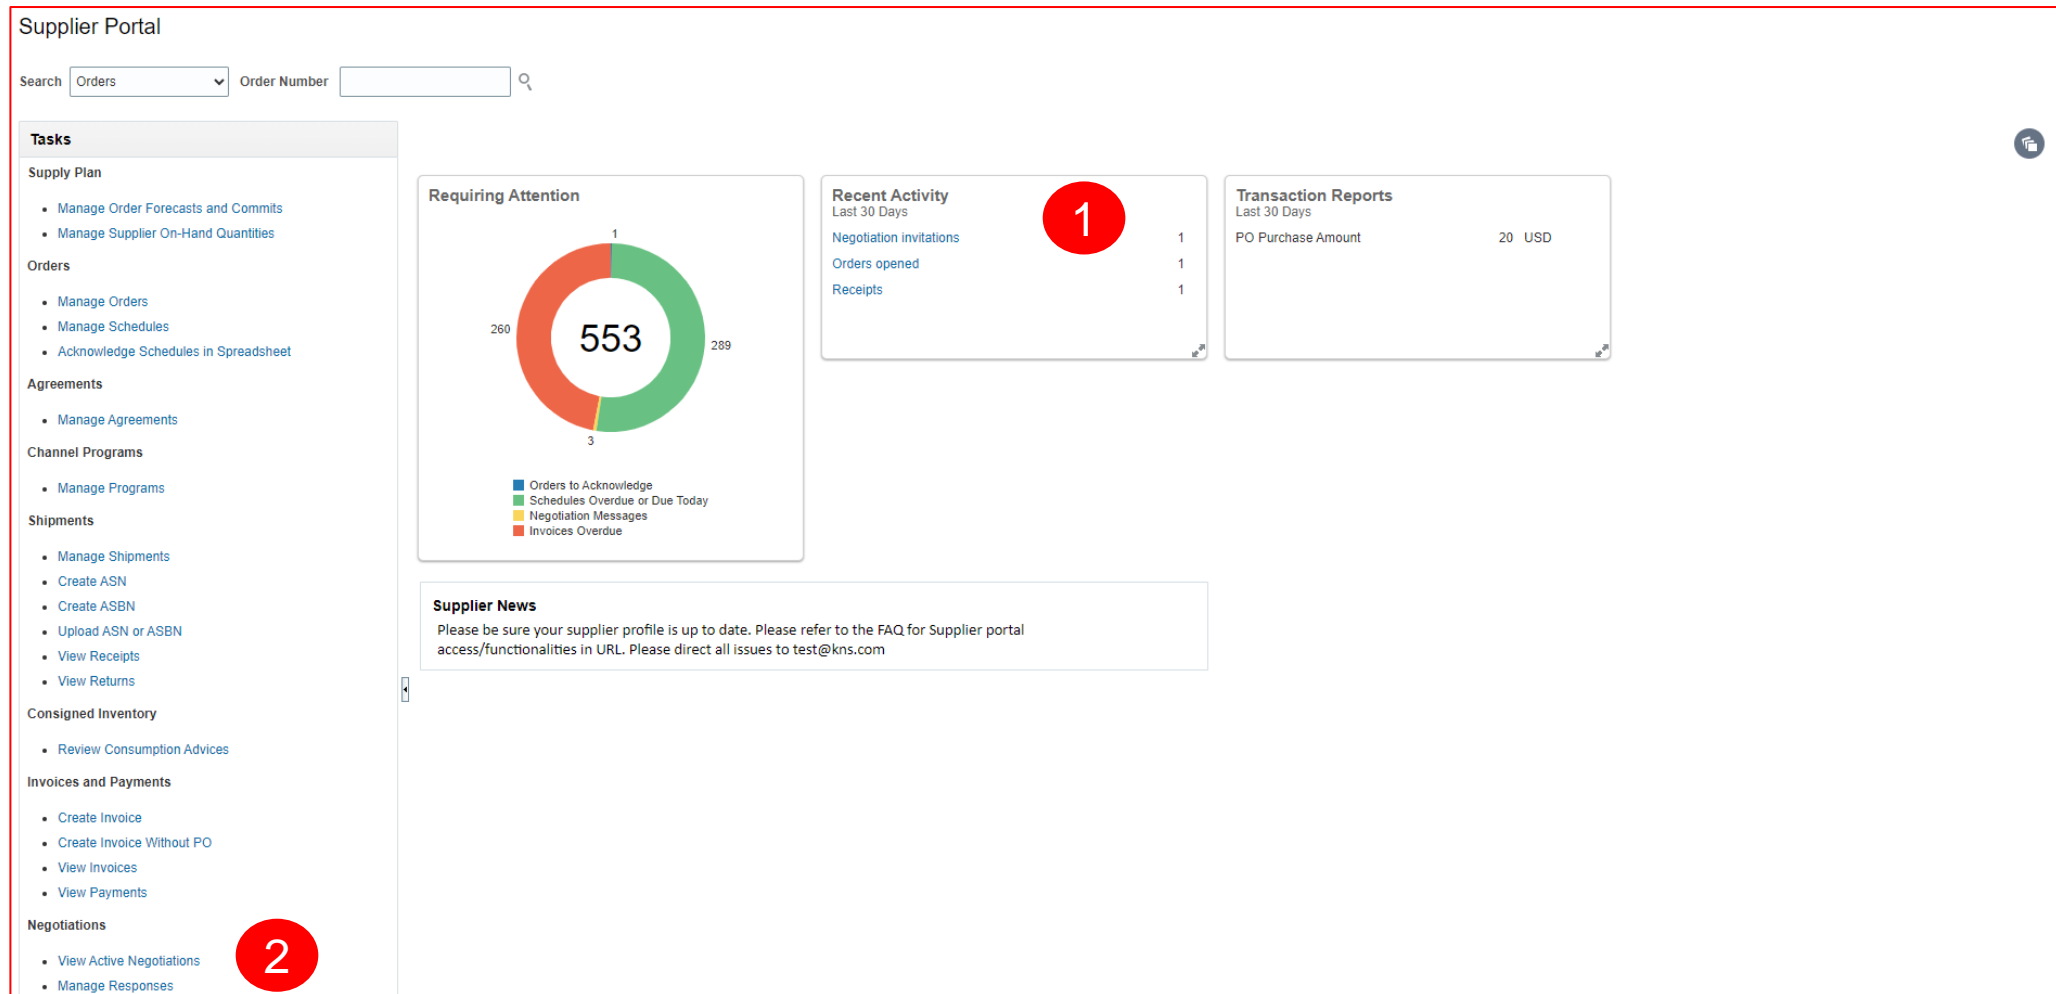 Supplier Portal
Search Orders Order Number
Tasks
Supply Plan
Manage Order Forecasts and Commits
Manage Supplier On-Hand Quantities
Orders
Manage Orders
Manage Schedules
Acknowledge Schedules in Spreadsheet
Agreements
Manage Agreements
Channel Programs
Manage Programs
Shipments
Manage Shipments
Create ASN
Create ASBN
Upload ASN or ASBN
View Receipts
View Returns
Consigned Inventory
Review Consumption Advices
Invoices and Payments
Create Invoice
Create Invoice Without PO
View Invoices
View Payments
Negotiations
View Active Negotiations
Manage Responses
2
Requiring Attention
1
260
553
289
3
Orders to Acknowledge
Schedules Overdue or Due Today
Negotiation Messages
Invoices Overdue
Recent Activity
Last 30 Days
1
Negotiation invitations 1
Orders opened 1
Receipts 1
Transaction Reports
Last 30 Days
PO Purchase Amount 20 USD
Supplier News
Please be sure your supplier profile is up to date. Please refer to the FAQ for Supplier portal
access/functionalities in URL. Please direct all issues to test@kns.com